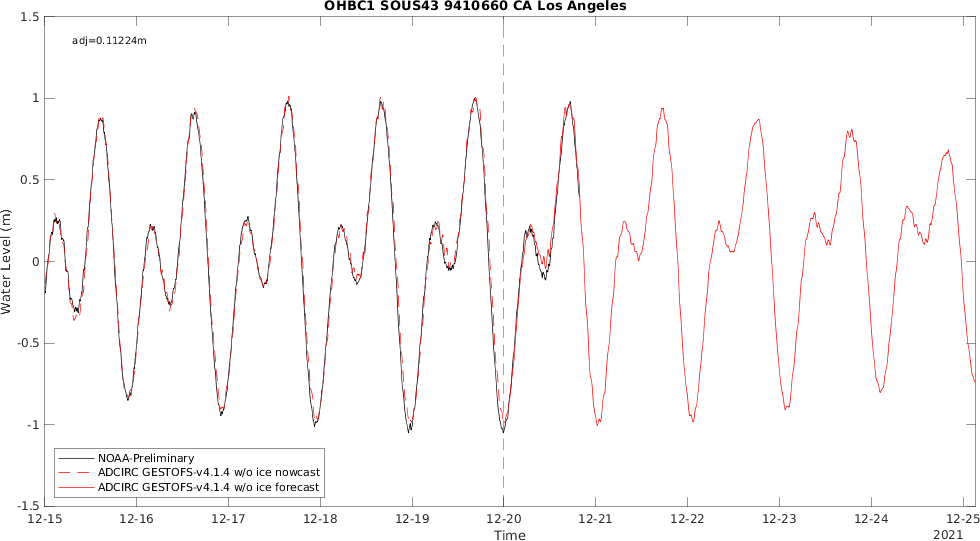 OHBC1 SOUS43 9410660 CA Los Angeles
adj=0.11224m
1.5
1
0.5
0
-0.5
-1
-1.5
Water Level (m)
NOAA-Preliminary
ADCIRC GESTOFS-v4.1.4 w/o ice nowcast
ADCIRC GESTOFS-v4.1.4 w/o ice forecast
12-15 12-16 12-17 12-18 12-19 12-20 12-21 12-22 12-23 12-24 12-25
Time
2021